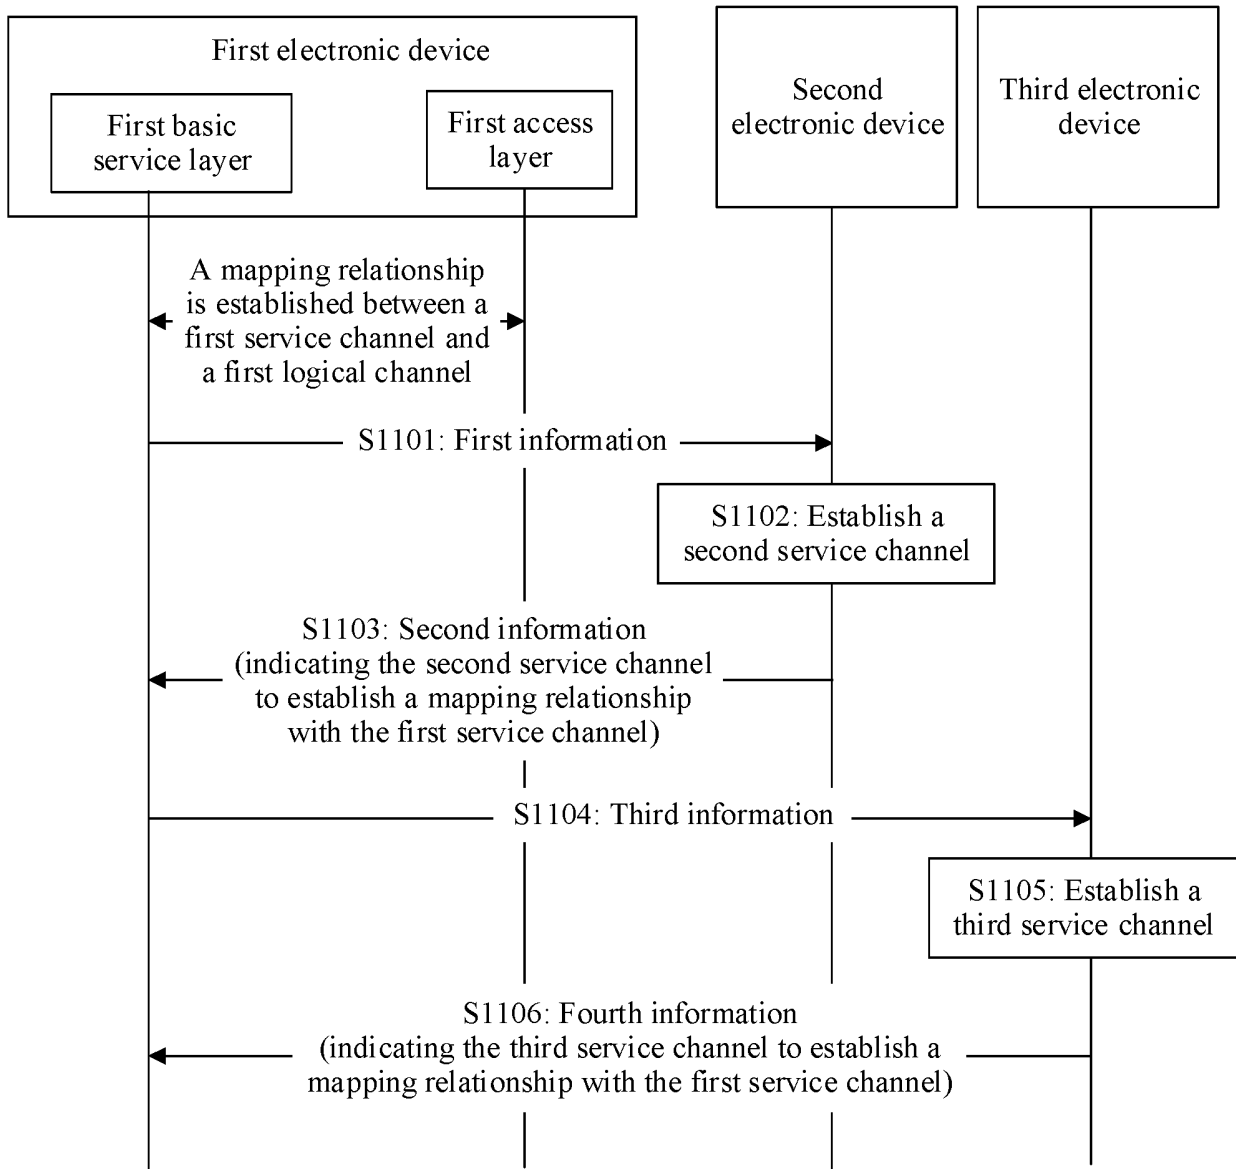 First electronic device
First basic
service layer
First access
layer
Second
electronic device
Third electronic
device
A mapping relationship
is established between a
first service channel and
a first logical channel
S1101: First information
S1102: Establish a
second service channel
S1103: Second information
(indicating the second service channel
to establish a mapping relationship
with the first service channel)
S1104: Third information
S1105: Establish a
third service channel
S1106: Fourth information
(indicating the third service channel to establish a
mapping relationship with the first service channel)